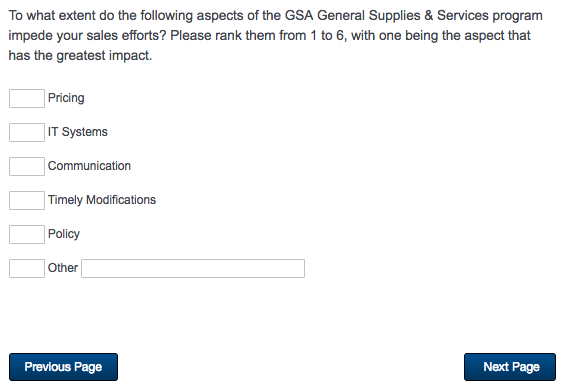 To what extent do the following aspects of the GSA General Supplies & Services program
impede your sales efforts? Please rank them from 1 to 6, with one being the aspect that
has the greatest impact.
Pricing
IT Systems
Communication
Timely Modifications
Policy
Other
Previous Page
Next Page